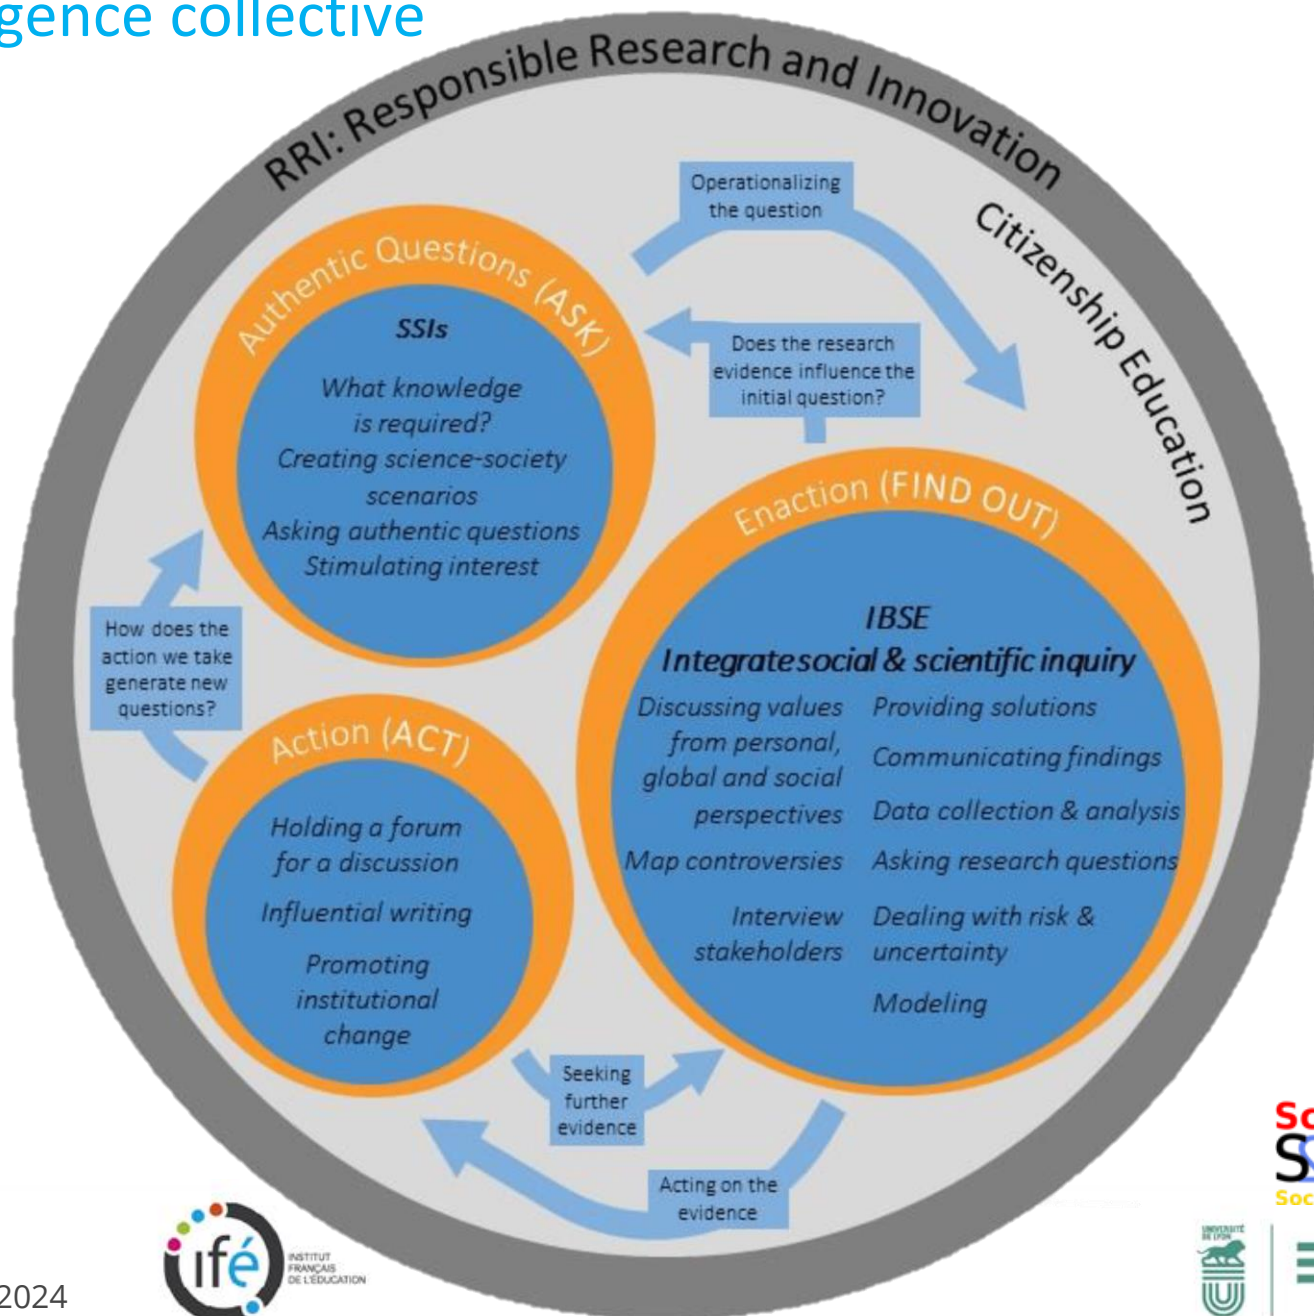 gence collective
RRI: Responsible Research and Innovation
Citizenship Education
Operationalizing
the question
Authentic Questions (ASK)
SSIs
What knowledge
is required?
Creating science-society
scenarios
Asking authentic questions
Stimulating interest
Does the research
evidence influence the
initial question?
Enaction (FIND OUT)
IBSE
Integrate social & scientific inquiry
Discussing values
from personal,
global and social
perspectives
Map controversies
Interview
stakeholders
Providing solutions
Communicating findings
Data collection & analysis
Asking research questions
Dealing with risk &
uncertainty
Modeling
How does the
action we take
generate new
questions?
Action (ACT)
Holding a forum
for a discussion
Influential writing
Promoting
institutional
change
Seeking
further
evidence
Acting on the
evidence
ifé
INSTITUT
FRANÇAIS
DE L'ÉDUCATION
2024
UNIVERSITÉ
DE LYON
Soc